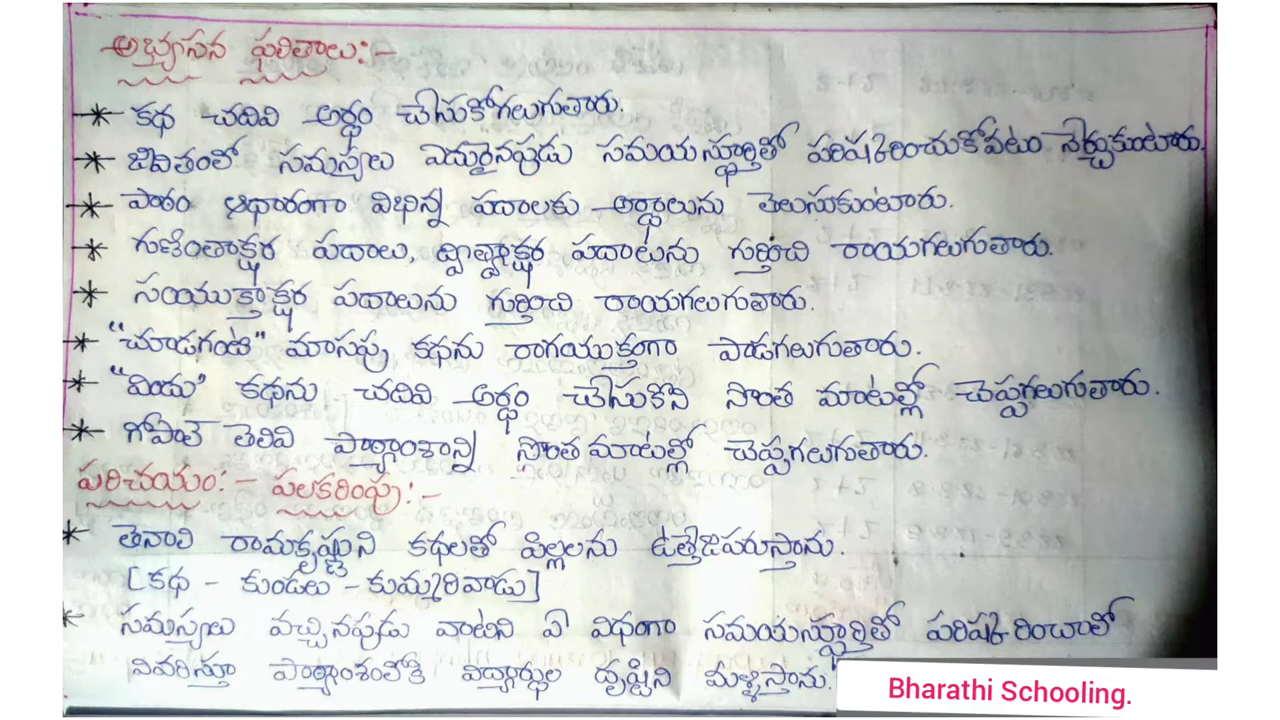 అభ్యసన ఫలితాలు:-
* కథ చదివి అర్థం చేసుకోగలుగుతారు.
* జీవితంలో సమస్యలు ఎదురైనప్పుడు సమయస్ఫూర్తితో పరిష్కరించుకోవటం నేర్చుకుంటారు.
* పాఠం ఆధారంగా విభిన్న పదాలకు అర్థాలును తెలుసుకుంటారు.
* గుణింతాక్షర పదాలు, ద్విత్వాక్షర పదాలను గుర్తించి రాయగలుగుతారు.
* సంయుక్తాక్షర పదాలును గుర్తించి రాయగలుగుతారు.
* "చూడగంటి" మాసపు కథను రాగయుక్తంగా పాడగలుగుతారు.
* "విందు" కథను చదివి అర్థం చేసుకొని సొంత మాటల్లో చెప్పగలుగుతారు.
* గోపాల్ తెలివి పాఠ్యాంశాన్ని సొంతమాటల్లో చెప్పగలుగుతారు.
పరిచయం:- పలకరింపు:-
* తెనాలి రామకృష్ణుని కథలతో పిల్లలను ఉత్తేజపరుస్తాను.
[కథ - కుండలు - కుమ్మరివాడు]
* సమస్యలు వచ్చినప్పుడు వాటిని ఏ విధంగా సమయస్ఫూర్తితో పరిష్కరించాలో
వివరిస్తూ పాఠ్యాంశంలోకి విద్యార్థుల దృష్టిని మళ్ళిస్తాను.
Bharathi Schooling.